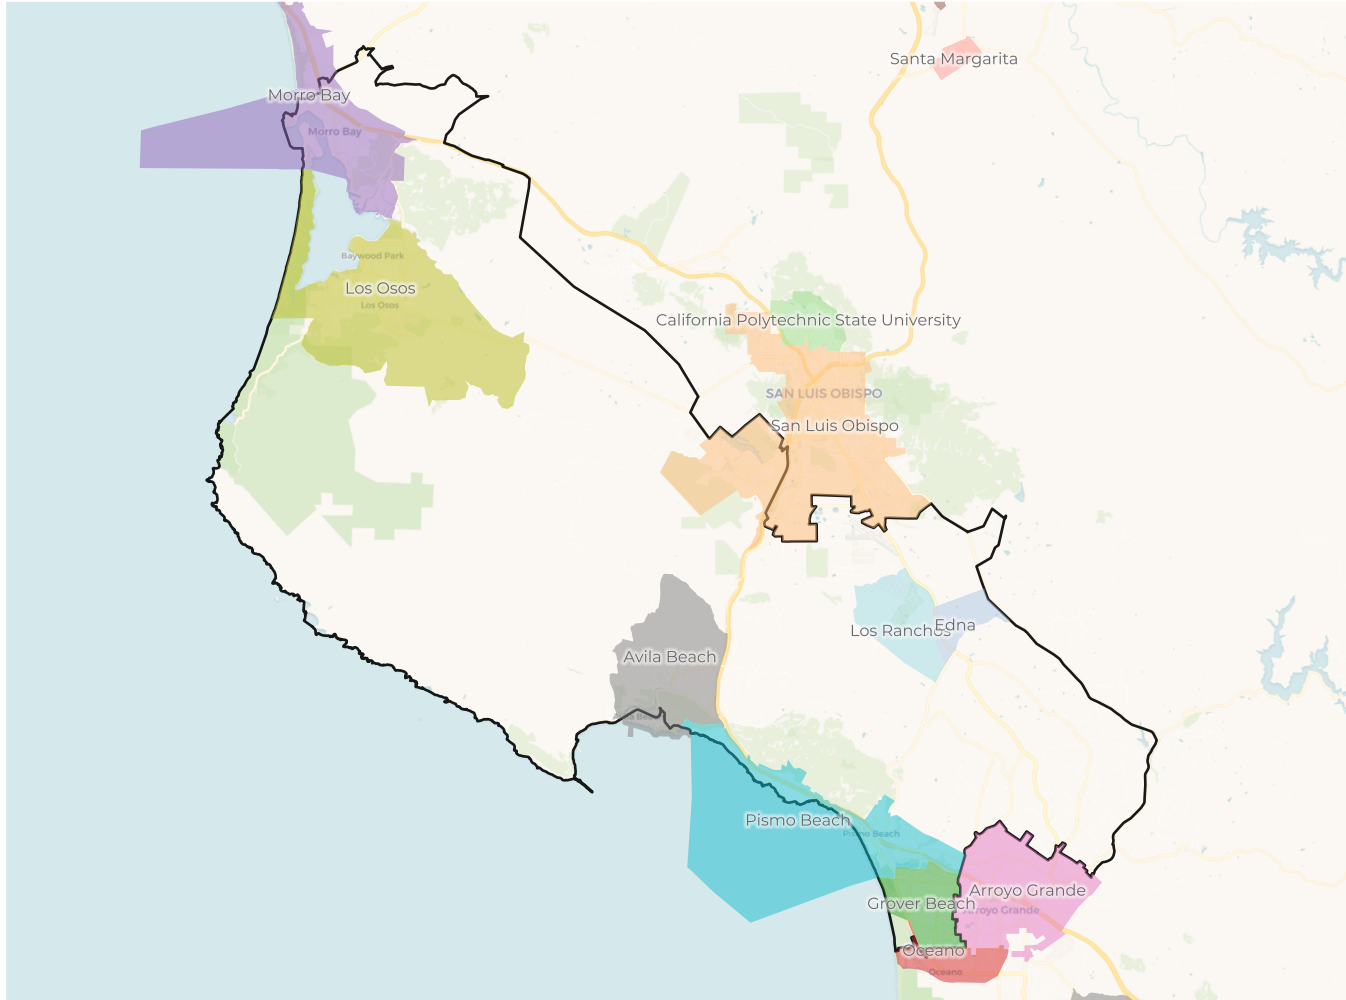 Santa Margarita
Morro Bay
Morro Bay
Baywood Park
Los Osos
Los Osos
California Polytechnic State University
SAN LUIS OBISPO
San Luis Obispo
Los Ranchos
Edna
Avila Beach
Avila Beach
Pismo Beach
Pismo Beach
Arroyo Grande
Grover Beach
Arroyo Grande
Oceano
Oceano